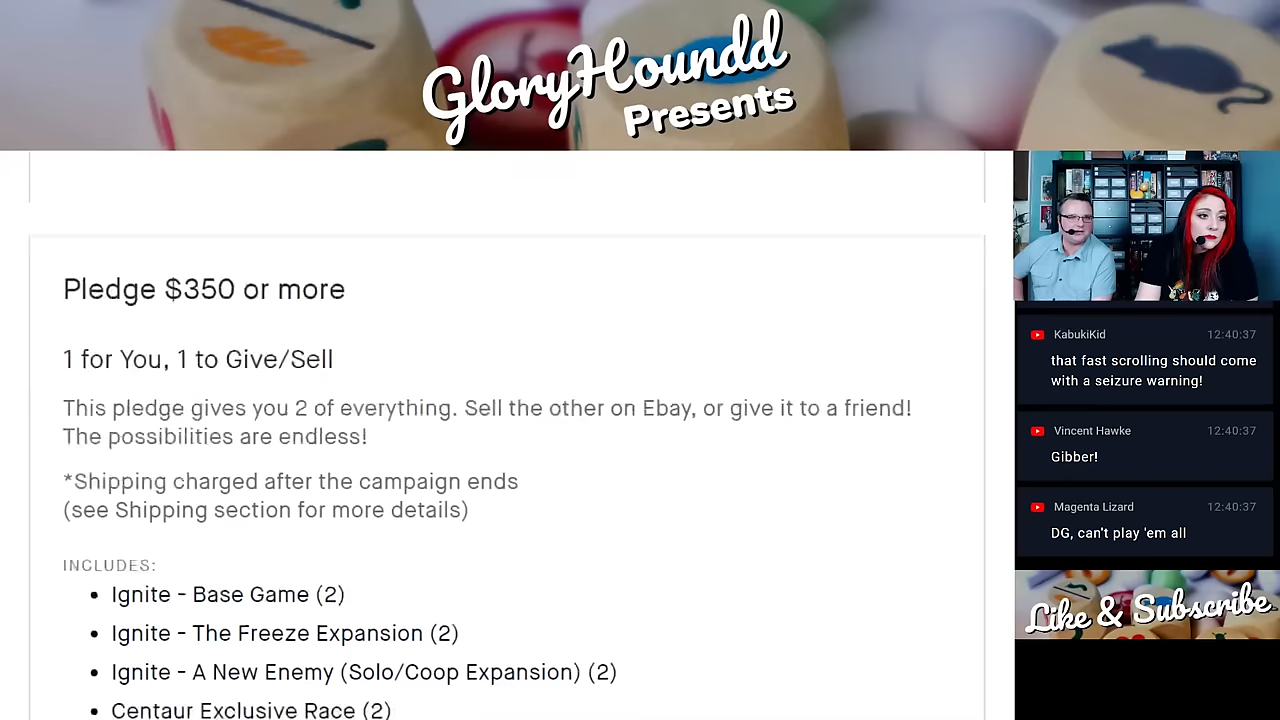 GloryHoundd
Presents
Pledge $350 or more
1 for You, 1 to Give/Sell
This pledge gives you 2 of everything. Sell the other on Ebay, or give it to a friend!
The possibilities are endless!
*Shipping charged after the campaign ends
(see Shipping section for more details)
INCLUDES:
• Ignite - Base Game (2)
• Ignite - The Freeze Expansion (2)
• Ignite - A New Enemy (Solo/Coop Expansion) (2)
• Centaur Exclusive Race (2)
KabukiKid 12:40:37
that fast scrolling should come
with a seizure warning!
Vincent Hawke 12:40:37
Gibber!
Magenta Lizard 12:40:37
DG, can't play 'em all
Like & Subscribe